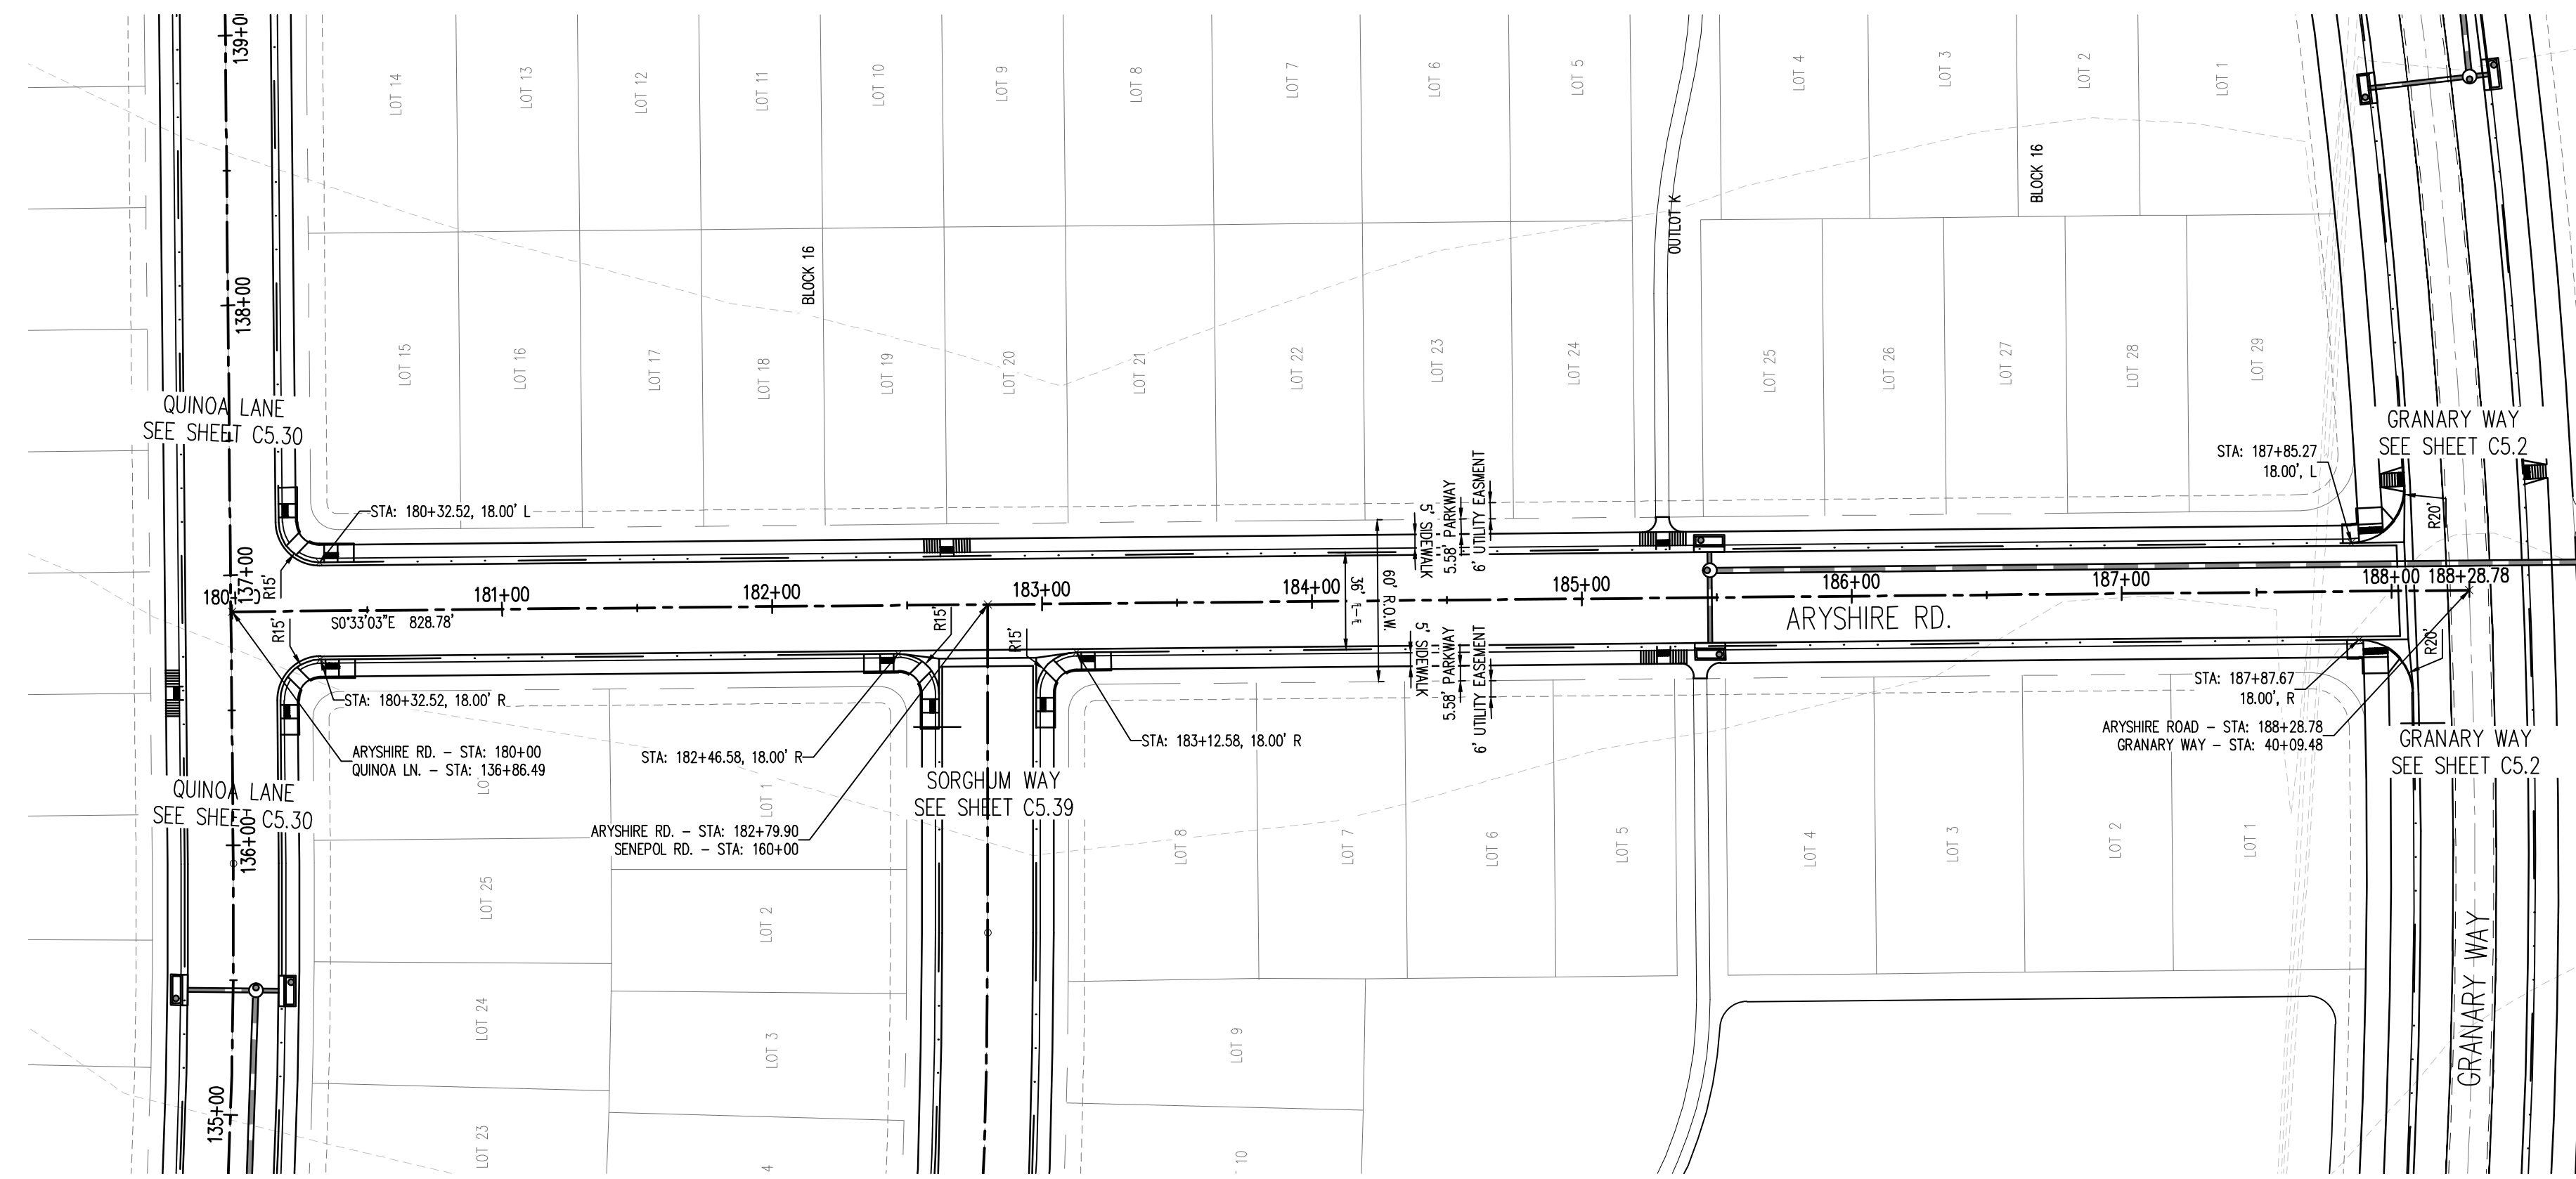 139+0
LOT 14
LOT 13
LOT 12
LOT 11
LOT 10
LOT 9
LOT 8
LOT 7
LOT 6
LOT 5
LOT 4
LOT 3
LOT 2
LOT 1
BLOCK 16
OUTLOT K
BLOCK 16
138+00
LOT 15
LOT 16
LOT 17
LOT 18
LOT 19
LOT 20
LOT 21
LOT 22
LOT 23
LOT 24
LOT 25
LOT 26
LOT 27
LOT 28
LOT 29
QUINOA LANE
SEE SHEET C5.30
GRANARY WAY
SEE SHEET C5.2
STA: 187+85.27
18.00', L
STA: 180+32.52, 18.00' L
5' SIDEWALK
5.58' PARKWAY
6' UTILITY EASMENT
R20'
137+00
R15'
180+
181+00
182+00
183+00
184+00
185+00
186+00
187+00
188+00
188+28.78
36' F-F
60' R.O.W.
S0°33'03"E 828.78'
ARYSHIRE RD.
R15'
R15'
R15'
R20'
5' SIDEWALK
5.58' PARKWAY
6' UTILITY EASEMENT
STA: 180+32.52, 18.00' R
STA: 187+87.67
18.00', R
ARYSHIRE ROAD – STA: 188+28.78
GRANARY WAY – STA: 40+09.48
ARYSHIRE RD. – STA: 180+00
QUINOA LN. – STA: 136+86.49
STA: 182+46.58, 18.00' R
STA: 183+12.58, 18.00' R
GRANARY WAY
SEE SHEET C5.2
QUINOA LANE
SEE SHEET C5.30
SORGHUM WAY
SEE SHEET C5.39
LO
LOT 1
136+00
ARYSHIRE RD. – STA: 182+79.90
SENEPOL RD. – STA: 160+00
LOT 8
LOT 7
LOT 6
LOT 5
LOT 4
LOT 3
LOT 2
LOT 1
LOT 25
LOT 2
LOT 24
LOT 3
LOT 9
GRANARY WAY
135+00
LOT 23
4
10